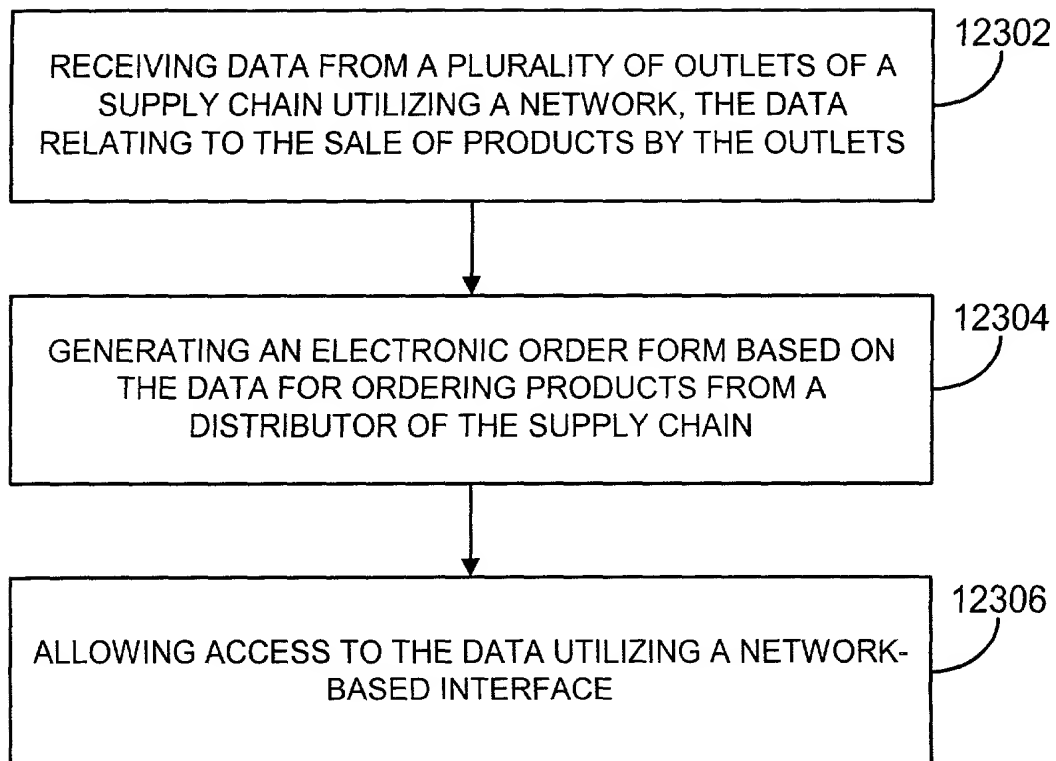 12302
RECEIVING DATA FROM A PLURALITY OF OUTLETS OF A
SUPPLY CHAIN UTILIZING A NETWORK, THE DATA
RELATING TO THE SALE OF PRODUCTS BY THE OUTLETS
12304
GENERATING AN ELECTRONIC ORDER FORM BASED ON
THE DATA FOR ORDERING PRODUCTS FROM A
DISTRIBUTOR OF THE SUPPLY CHAIN
12306
ALLOWING ACCESS TO THE DATA UTILIZING A NETWORK-
BASED INTERFACE